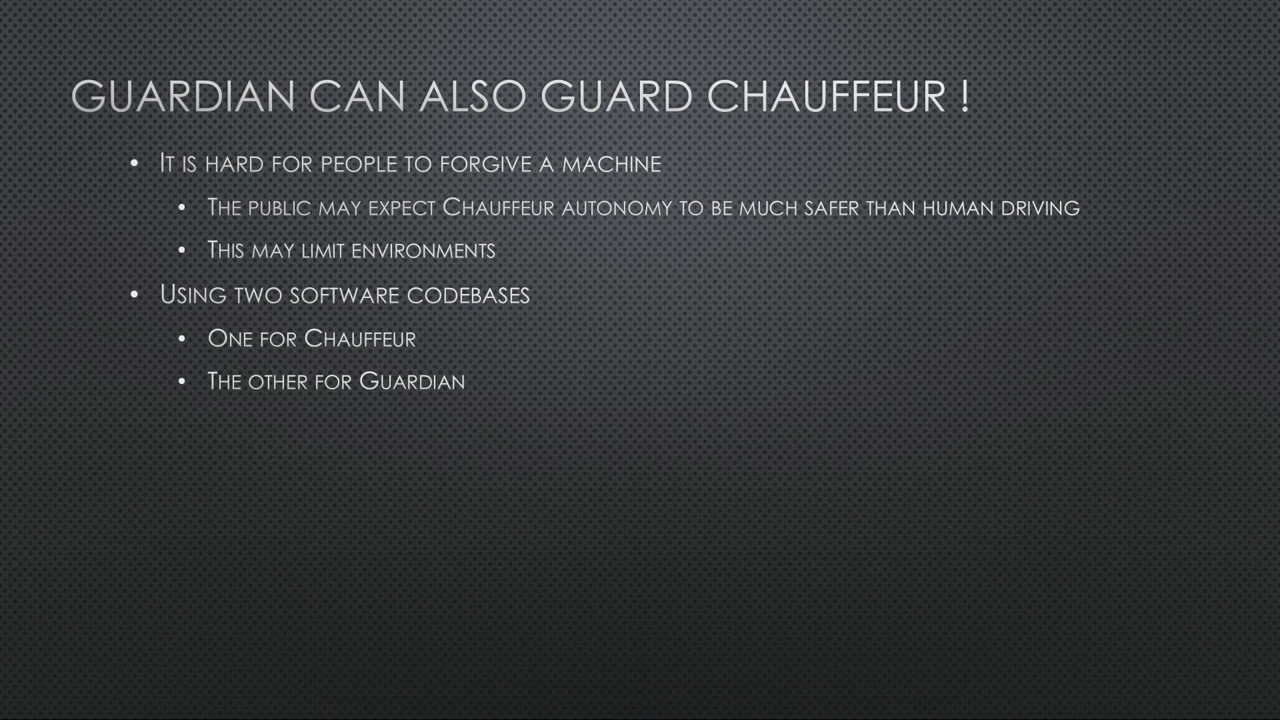 GUARDIAN CAN ALSO GUARD CHAUFFEUR !
• IT IS HARD FOR PEOPLE TO FORGIVE A MACHINE
• THE PUBLIC MAY EXPECT CHAUFFEUR AUTONOMY TO BE MUCH SAFER THAN HUMAN DRIVING
• THIS MAY LIMIT ENVIRONMENTS
• USING TWO SOFTWARE CODEBASES
• ONE FOR CHAUFFEUR
• THE OTHER FOR GUARDIAN